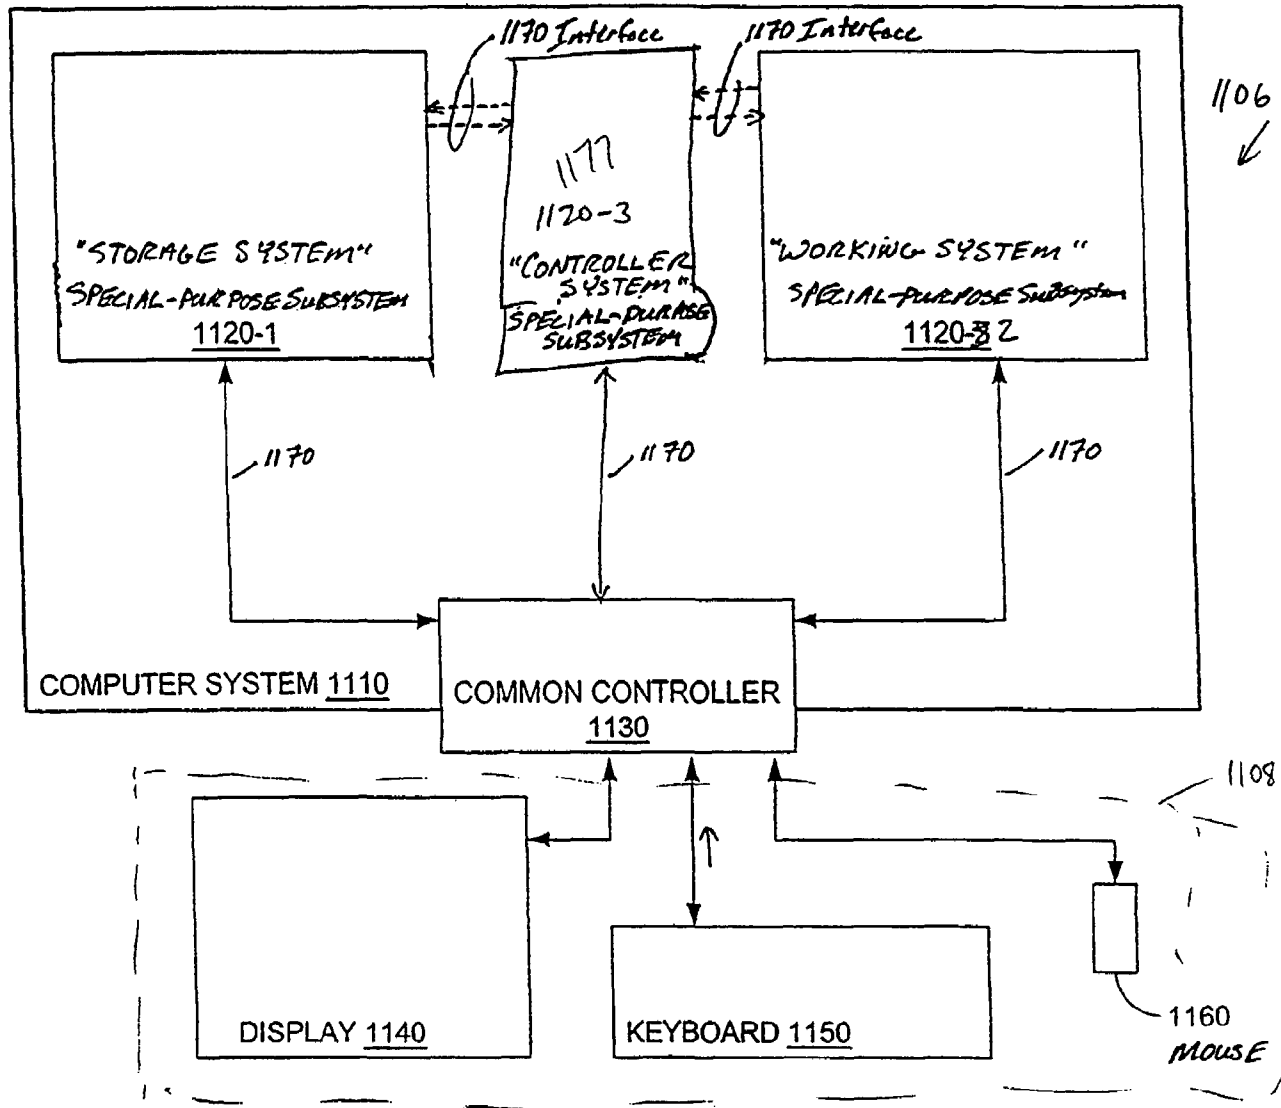 1170 Interface
1170 Interface
1106
1177
1120-3
"STORAGE SYSTEM"
SPECIAL-PURPOSE SUBSYSTEM
1120-1
"CONTROLLER
SYSTEM"
SPECIAL-PURPOSE
SUBSYSTEM
"WORKING SYSTEM"
SPECIAL-PURPOSE Subsystem
1120-2
1170
1170
1170
COMPUTER SYSTEM 1110
COMMON CONTROLLER
1130
1108
DISPLAY 1140
KEYBOARD 1150
1160
MOUSE